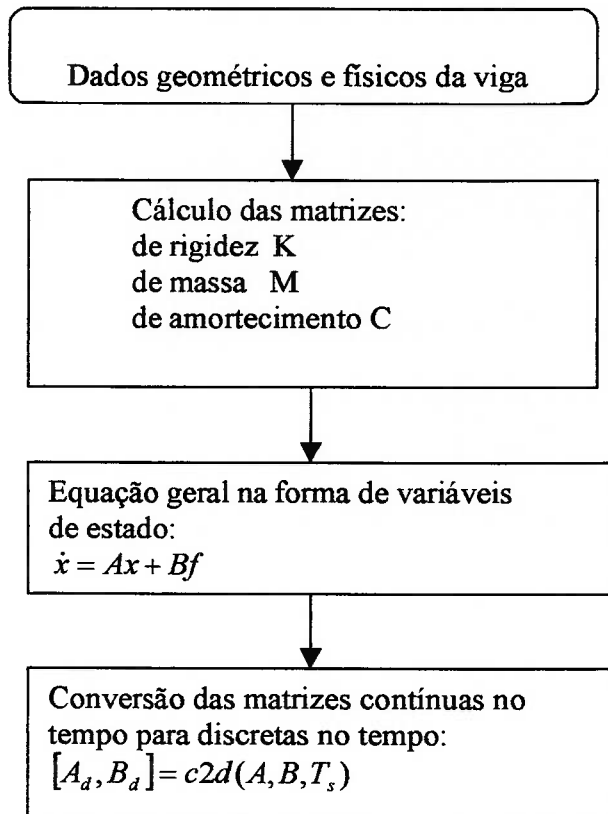 Dados geométricos e físicos da viga
Cálculo das matrizes:
de rigidez K
de massa M
de amortecimento C
Equação geral na forma de variáveis
de estado:
ẋ = Ax + Bf
Conversão das matrizes contínuas no
tempo para discretas no tempo:
[A_d, B_d] = c2d(A, B, T_s)